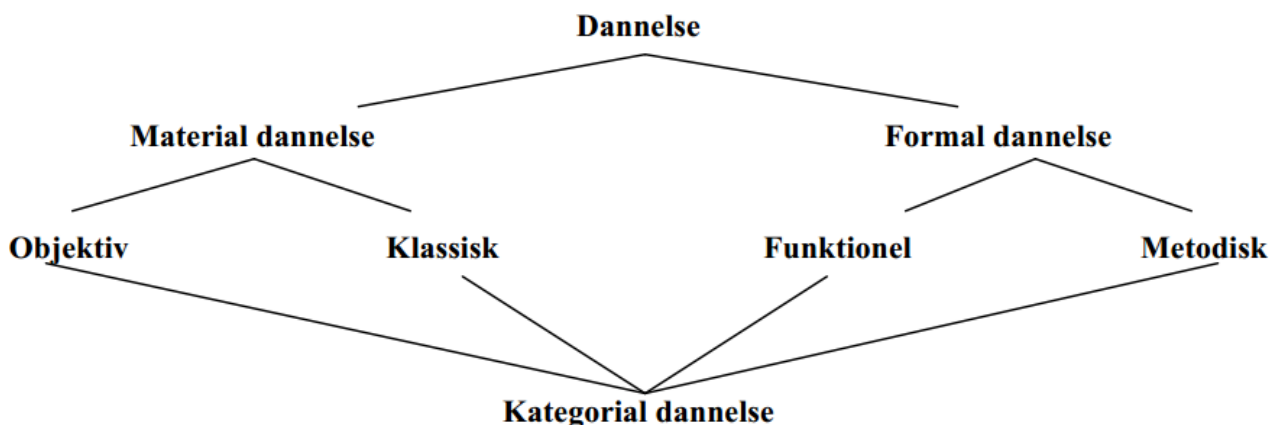 Dannelse
Material dannelse Formal dannelse
Objektiv Klassisk Funktionel Metodisk
Kategorial dannelse